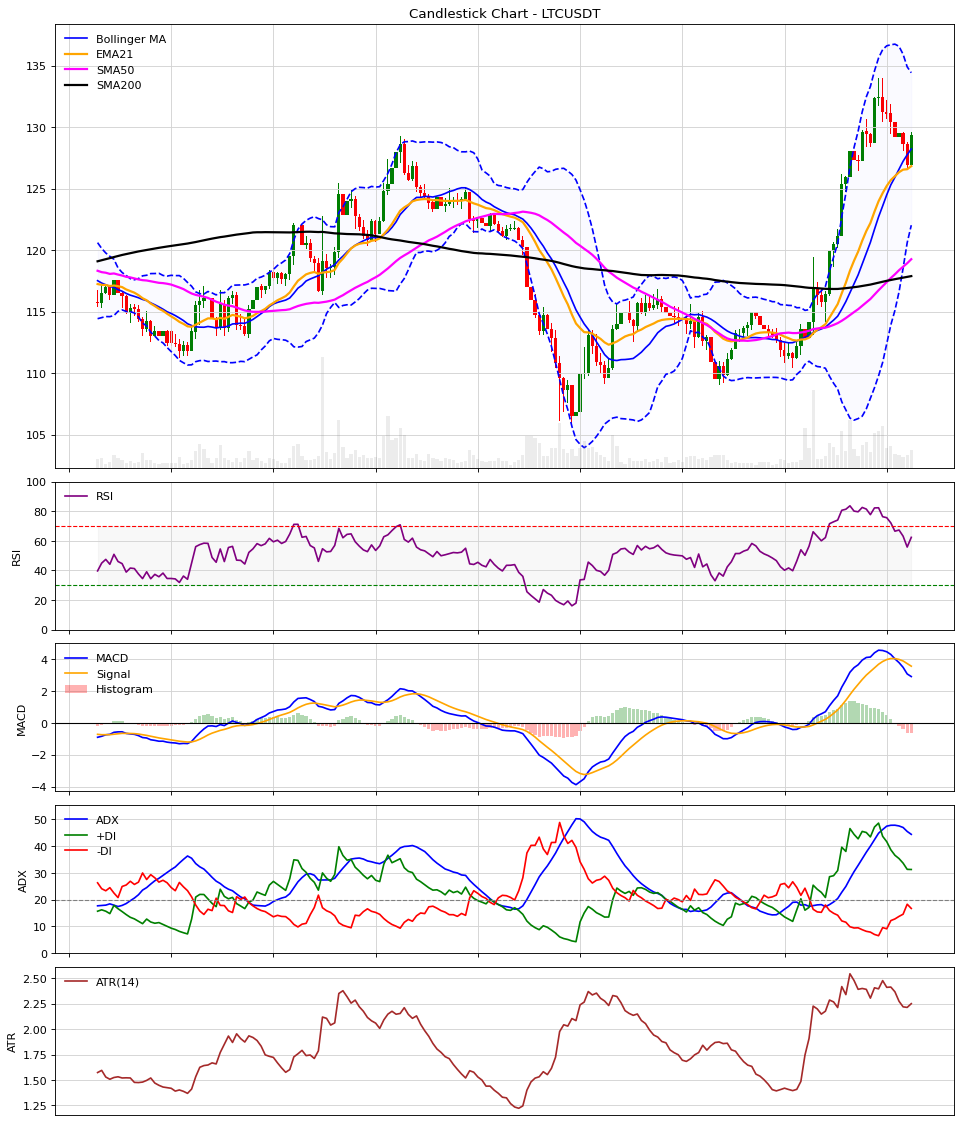 Candlestick Chart - LTCUSDT
Bollinger MA
EMA21
SMA50
SMA200
135
130
125
120
115
110
105
RSI
RSI
100
80
60
40
20
0
MACD
Signal
Histogram
MACD
4
2
0
−2
−4
ADX
+DI
-DI
ADX
50
40
30
20
10
0
ATR(14)
ATR
2.50
2.25
2.00
1.75
1.50
1.25